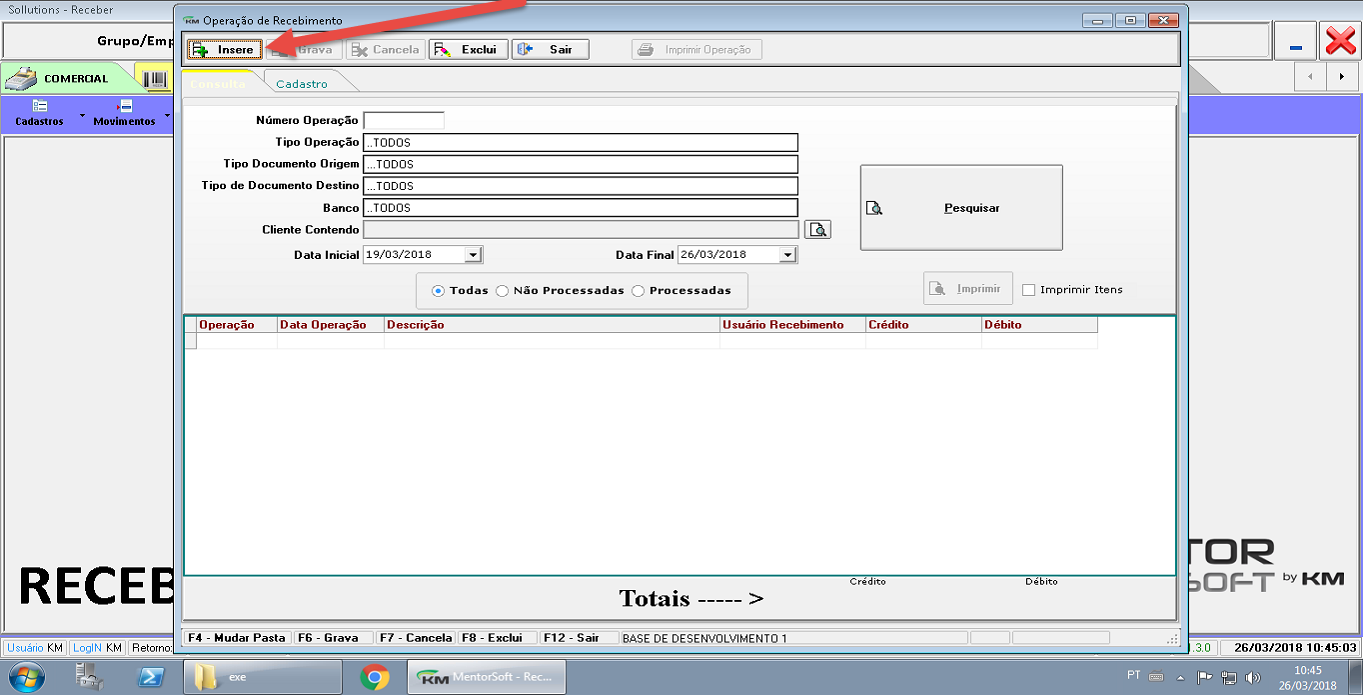 Sollutions - Receber
KM Operação de Recebimento
Grupo/Emp
Insere Grava Cancela Exclui Sair Imprimir Operação
COMERCIAL
Consulta Cadastro
Cadastros Movimentos
Número Operação
Tipo Operação ..TODOS
Tipo Documento Origem ...TODOS
Tipo de Documento Destino ...TODOS
Banco ..TODOS
Pesquisar
Cliente Contendo
Data Inicial 19/03/2018 Data Final 26/03/2018
Todas Não Processadas Processadas
Imprimir Imprimir Itens
Operação Data Operação Descrição Usuário Recebimento Crédito Débito
RECEB
TOR
SOFT by KM
Crédito Débito
Totais ----- >
F4 - Mudar Pasta F6 - Grava F7 - Cancela F8 - Exclui F12 - Sair BASE DE DESENVOLVIMENTO 1
Usuário KM LogIN KM Retorno: .3.0 26/03/2018 10:45:03
exe KM MentorSoft - Rec... PT 10:45
26/03/2018